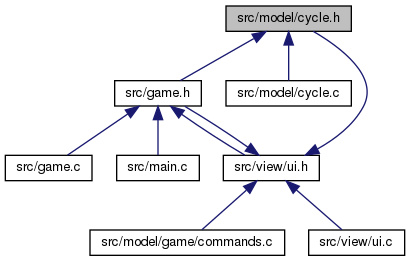 src/model/cycle.h
src/game.h
src/model/cycle.c
src/game.c
src/main.c
src/view/ui.h
src/model/game/commands.c
src/view/ui.c